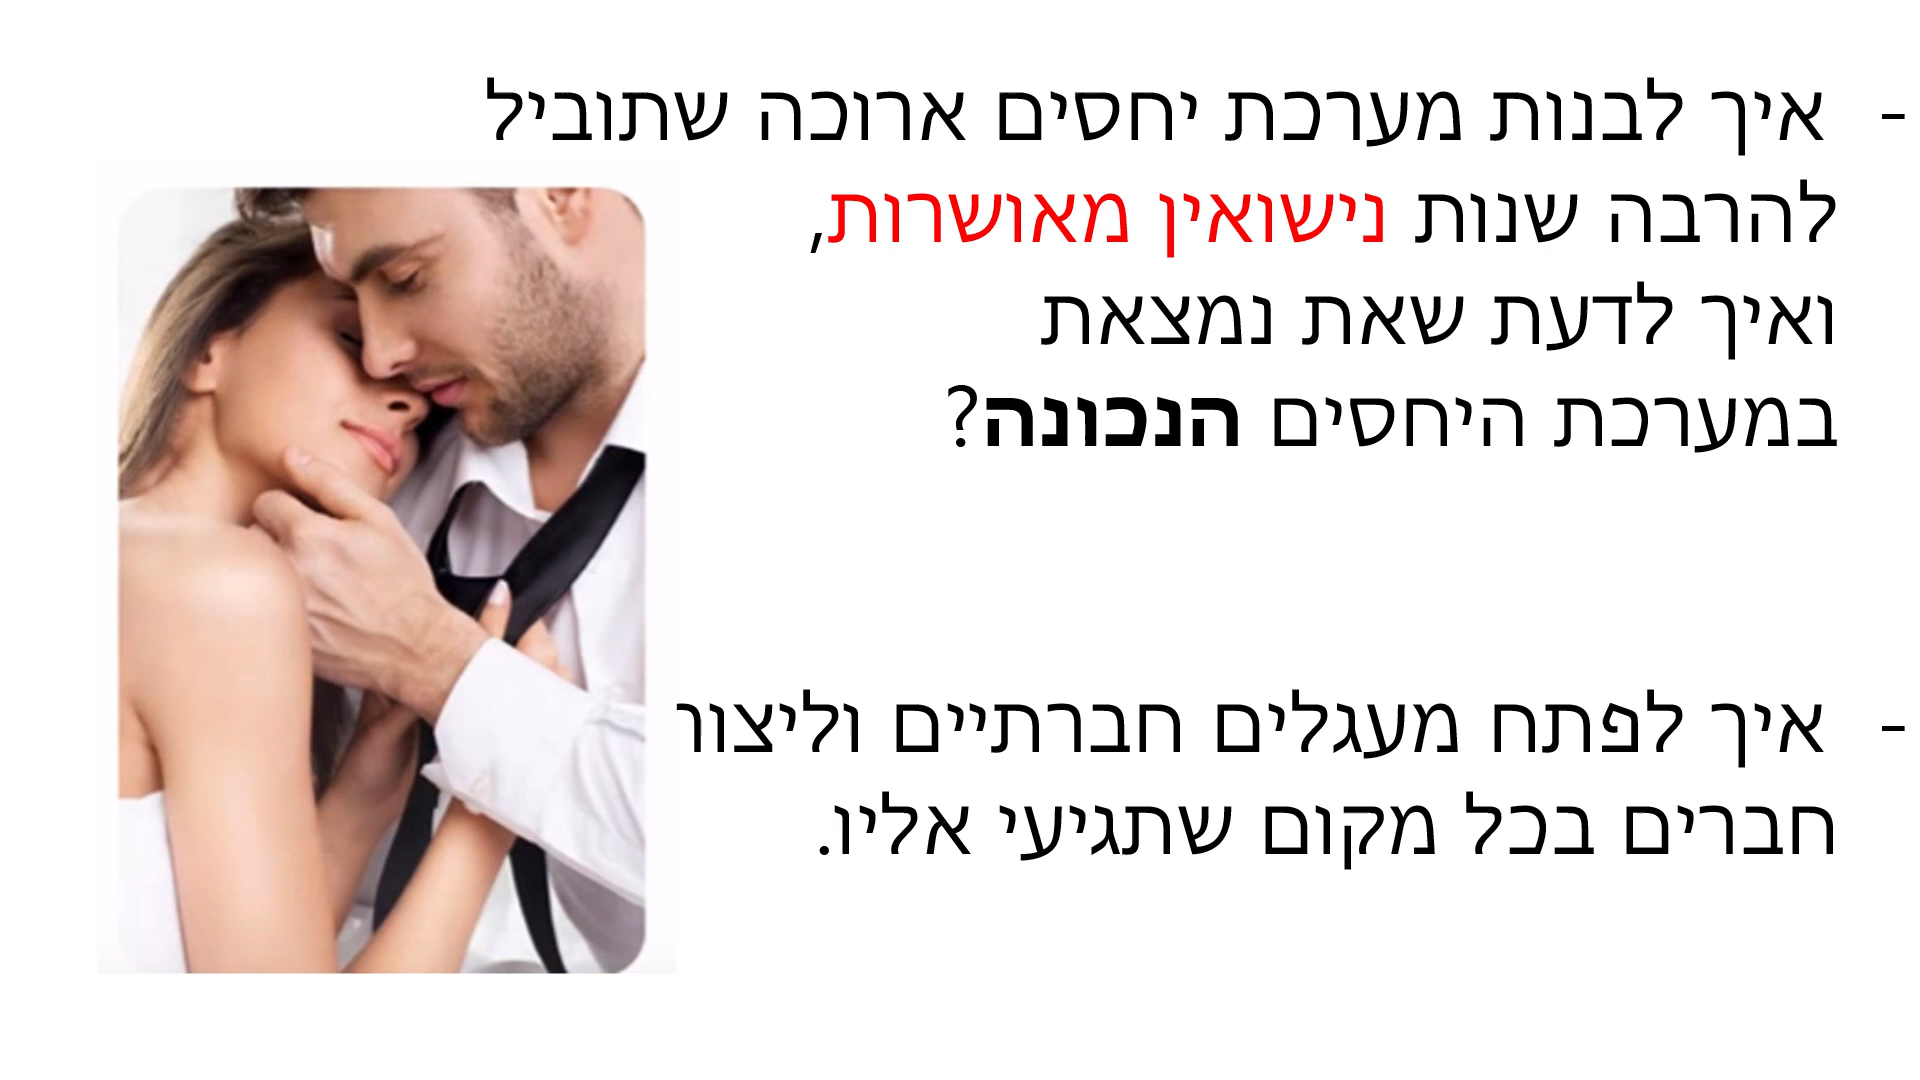 - איך לבנות מערכת יחסים ארוכה שתוביל
להרבה שנות נישואין מאושרות,
ואיך לדעת שאת נמצאת
במערכת היחסים הנכונה?
- איך לפתח מעגלים חברתיים וליצור
חברים בכל מקום שתגיעי אליו.